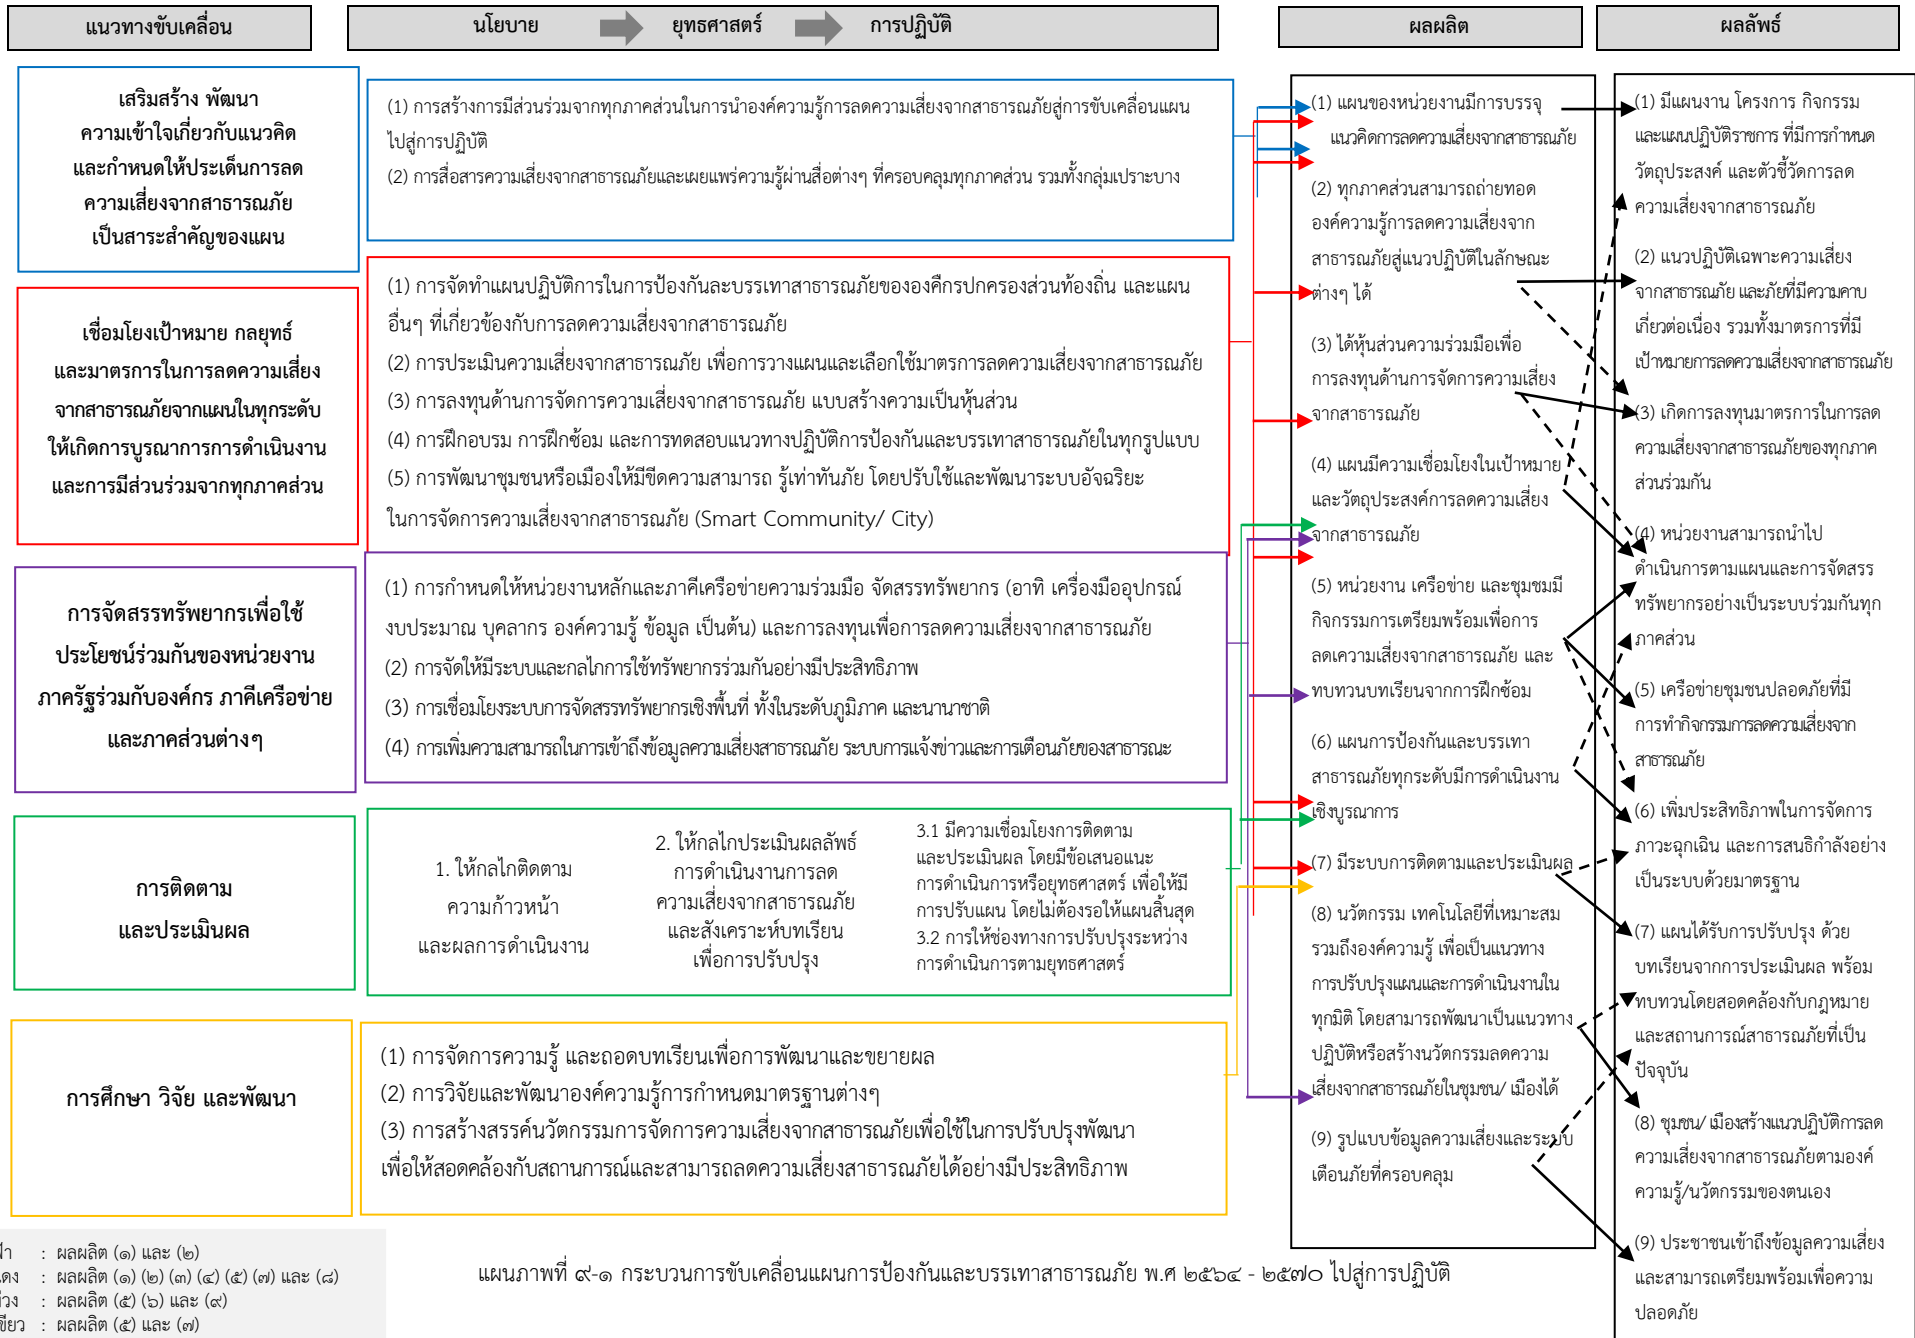 แนวทางขับเคลื่อน
นโยบาย
ยุทธศาสตร์
การปฏิบัติ
ผลผลิต
ผลลัพธ์
เสริมสร้าง พัฒนา
ความเข้าใจเกี่ยวกับแนวคิด
และกำหนดให้ประเด็นการลด
ความเสี่ยงจากสาธารณภัย
เป็นสาระสำคัญของแผน
(1) การสร้างการมีส่วนร่วมจากทุกภาคส่วนในการนำองค์ความรู้การลดความเสี่ยงจากสาธารณภัยสู่การขับเคลื่อนแผน
ไปสู่การปฏิบัติ
(2) การสื่อสารความเสี่ยงจากสาธารณภัยและเผยแพร่ความรู้ผ่านสื่อต่างๆ ที่ครอบคลุมทุกภาคส่วน รวมทั้งกลุ่มเปราะบาง
เชื่อมโยงเป้าหมาย กลยุทธ์
และมาตรการในการลดความเสี่ยง
จากสาธารณภัยจากแผนในทุกระดับ
ให้เกิดการบูรณาการการดำเนินงาน
และการมีส่วนร่วมจากทุกภาคส่วน
(1) การจัดทำแผนปฏิบัติการในการป้องกันละบรรเทาสาธารณภัยขององค์กรปกครองส่วนท้องถิ่น และแผน
อื่นๆ ที่เกี่ยวข้องกับการลดความเสี่ยงจากสาธารณภัย
(2) การประเมินความเสี่ยงจากสาธารณภัย เพื่อการวางแผนและเลือกใช้มาตรการลดความเสี่ยงจากสาธารณภัย
(3) การลงทุนด้านการจัดการความเสี่ยงจากสาธารณภัย แบบสร้างความเป็นหุ้นส่วน
(4) การฝึกอบรม การฝึกซ้อม และการทดสอบแนวทางปฏิบัติการป้องกันและบรรเทาสาธารณภัยในทุกรูปแบบ
(5) การพัฒนาชุมชนหรือเมืองให้มีขีดความสามารถ รู้เท่าทันภัย โดยปรับใช้และพัฒนาระบบอัจฉริยะ
ในการจัดการความเสี่ยงจากสาธารณภัย (Smart Community/ City)
การจัดสรรทรัพยากรเพื่อใช้
ประโยชน์ร่วมกันของหน่วยงาน
ภาครัฐร่วมกับองค์กร ภาคีเครือข่าย
และภาคส่วนต่างๆ
(1) การกำหนดให้หน่วยงานหลักและภาคีเครือข่ายความร่วมมือ จัดสรรทรัพยากร (อาทิ เครื่องมืออุปกรณ์
งบประมาณ บุคลากร องค์ความรู้ ข้อมูล เป็นต้น) และการลงทุนเพื่อการลดความเสี่ยงจากสาธารณภัย
(2) การจัดให้มีระบบและกลไกการใช้ทรัพยากรร่วมกันอย่างมีประสิทธิภาพ
(3) การเชื่อมโยงระบบการจัดสรรทรัพยากรเชิงพื้นที่ ทั้งในระดับภูมิภาค และนานาชาติ
(4) การเพิ่มความสามารถในการเข้าถึงข้อมูลความเสี่ยงสาธารณภัย ระบบการแจ้งข่าวและการเตือนภัยของสาธารณะ
การติดตาม
และประเมินผล
1. ให้กลไกติดตาม
ความก้าวหน้า
และผลการดำเนินงาน
2. ให้กลไกประเมินผลลัพธ์
การดำเนินงานการลด
ความเสี่ยงจากสาธารณภัย
และสังเคราะห์บทเรียน
เพื่อการปรับปรุง
3.1 มีความเชื่อมโยงการติดตาม
และประเมินผล โดยมีข้อเสนอแนะ
การดำเนินการหรือยุทธศาสตร์ เพื่อให้มี
การปรับแผน โดยไม่ต้องรอให้แผนสิ้นสุด
3.2 การให้ช่องทางการปรับปรุงระหว่าง
การดำเนินการตามยุทธศาสตร์
การศึกษา วิจัย และพัฒนา
(1) การจัดการความรู้ และถอดบทเรียนเพื่อการพัฒนาและขยายผล
(2) การวิจัยและพัฒนาองค์ความรู้การกำหนดมาตรฐานต่างๆ
(3) การสร้างสรรค์นวัตกรรมการจัดการความเสี่ยงจากสาธารณภัยเพื่อใช้ในการปรับปรุงพัฒนา
เพื่อให้สอดคล้องกับสถานการณ์และสามารถลดความเสี่ยงสาธารณภัยได้อย่างมีประสิทธิภาพ
(1) แผนของหน่วยงานมีการบรรจุ
แนวคิดการลดความเสี่ยงจากสาธารณภัย
(2) ทุกภาคส่วนสามารถถ่ายทอด
องค์ความรู้การลดความเสี่ยงจาก
สาธารณภัยสู่แนวปฏิบัติในลักษณะ
ต่างๆ ได้
(3) ได้หุ้นส่วนความร่วมมือเพื่อ
การลงทุนด้านการจัดการความเสี่ยง
จากสาธารณภัย
(4) แผนมีความเชื่อมโยงในเป้าหมาย
และวัตถุประสงค์การลดความเสี่ยง
จากสาธารณภัย
(5) หน่วยงาน เครือข่าย และชุมชมมี
กิจกรรมการเตรียมพร้อมเพื่อการ
ลดเความเสี่ยงจากสาธารณภัย และ
ทบทวนบทเรียนจากการฝึกซ้อม
(6) แผนการป้องกันและบรรเทา
สาธารณภัยทุกระดับมีการดำเนินงาน
เชิงบูรณาการ
(7) มีระบบการติดตามและประเมินผล
(8) นวัตกรรม เทคโนโลยีที่เหมาะสม
รวมถึงองค์ความรู้ เพื่อเป็นแนวทาง
การปรับปรุงแผนและการดำเนินงานใน
ทุกมิติ โดยสามารถพัฒนาเป็นแนวทาง
ปฏิบัติหรือสร้างนวัตกรรมลดความ
เสี่ยงจากสาธารณภัยในชุมชน/ เมืองได้
(9) รูปแบบข้อมูลความเสี่ยงและระบบ
เตือนภัยที่ครอบคลุม
(1) มีแผนงาน โครงการ กิจกรรม
และแผนปฏิบัติราชการ ที่มีการกำหนด
วัตถุประสงค์ และตัวชี้วัดการลด
ความเสี่ยงจากสาธารณภัย
(2) แนวปฏิบัติเฉพาะความเสี่ยง
จากสาธารณภัย และภัยที่มีความคาบ
เกี่ยวต่อเนื่อง รวมทั้งมาตรการที่มี
เป้าหมายการลดความเสี่ยงจากสาธารณภัย
(3) เกิดการลงทุนมาตรการในการลด
ความเสี่ยงจากสาธารณภัยของทุกภาค
ส่วนร่วมกัน
(4) หน่วยงานสามารถนำไป
ดำเนินการตามแผนและการจัดสรร
ทรัพยากรอย่างเป็นระบบร่วมกันทุก
ภาคส่วน
(5) เครือข่ายชุมชนปลอดภัยที่มี
การทำกิจกรรมการลดความเสี่ยงจาก
สาธารณภัย
(6) เพิ่มประสิทธิภาพในการจัดการ
ภาวะฉุกเฉิน และการสนธิกำลังอย่าง
เป็นระบบด้วยมาตรฐาน
(7) แผนได้รับการปรับปรุง ด้วย
บทเรียนจากการประเมินผล พร้อม
ทบทวนโดยสอดคล้องกับกฎหมาย
และสถานการณ์สาธารณภัยที่เป็น
ปัจจุบัน
(8) ชุมชน/ เมืองสร้างแนวปฏิบัติการลด
ความเสี่ยงจากสาธารณภัยตามองค์
ความรู้/นวัตกรรมของตนเอง
(9) ประชาชนเข้าถึงข้อมูลความเสี่ยง
และสามารถเตรียมพร้อมเพื่อความ
ปลอดภัย
: ผลผลิต (๑) และ (๒)
: ผลผลิต (๑) (๒) (๓) (๔) (๕) (๗) และ (๘)
: ผลผลิต (๕) (๖) และ (๙)
: ผลผลิต (๕) และ (๗)
แผนภาพที่ ๙-๑ กระบวนการขับเคลื่อนแผนการป้องกันและบรรเทาสาธารณภัย พ.ศ ๒๕๖๔ - ๒๕๗๐ ไปสู่การปฏิบัติ